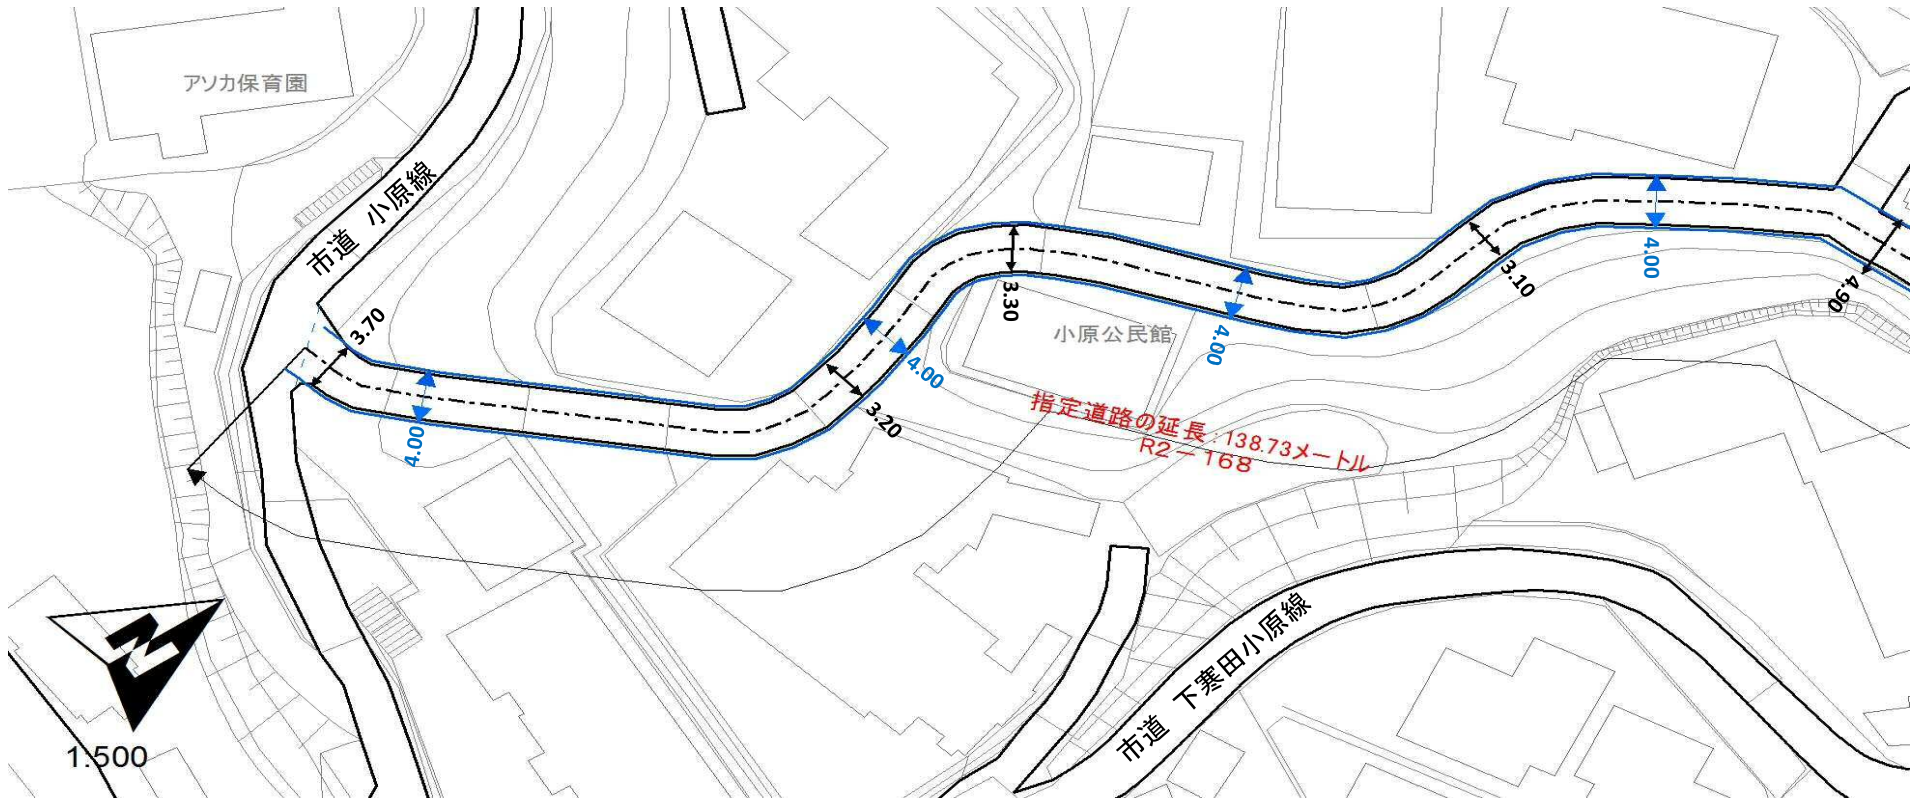 アソカ保育園
市道 小原線
3.70
4.00
3.20
4.00
3.30
4.00
3.10
4.00
4.90
小原公民館
指定道路の延長:138.73メートル
R2-168
市道 下寒田小原線
N
1:500